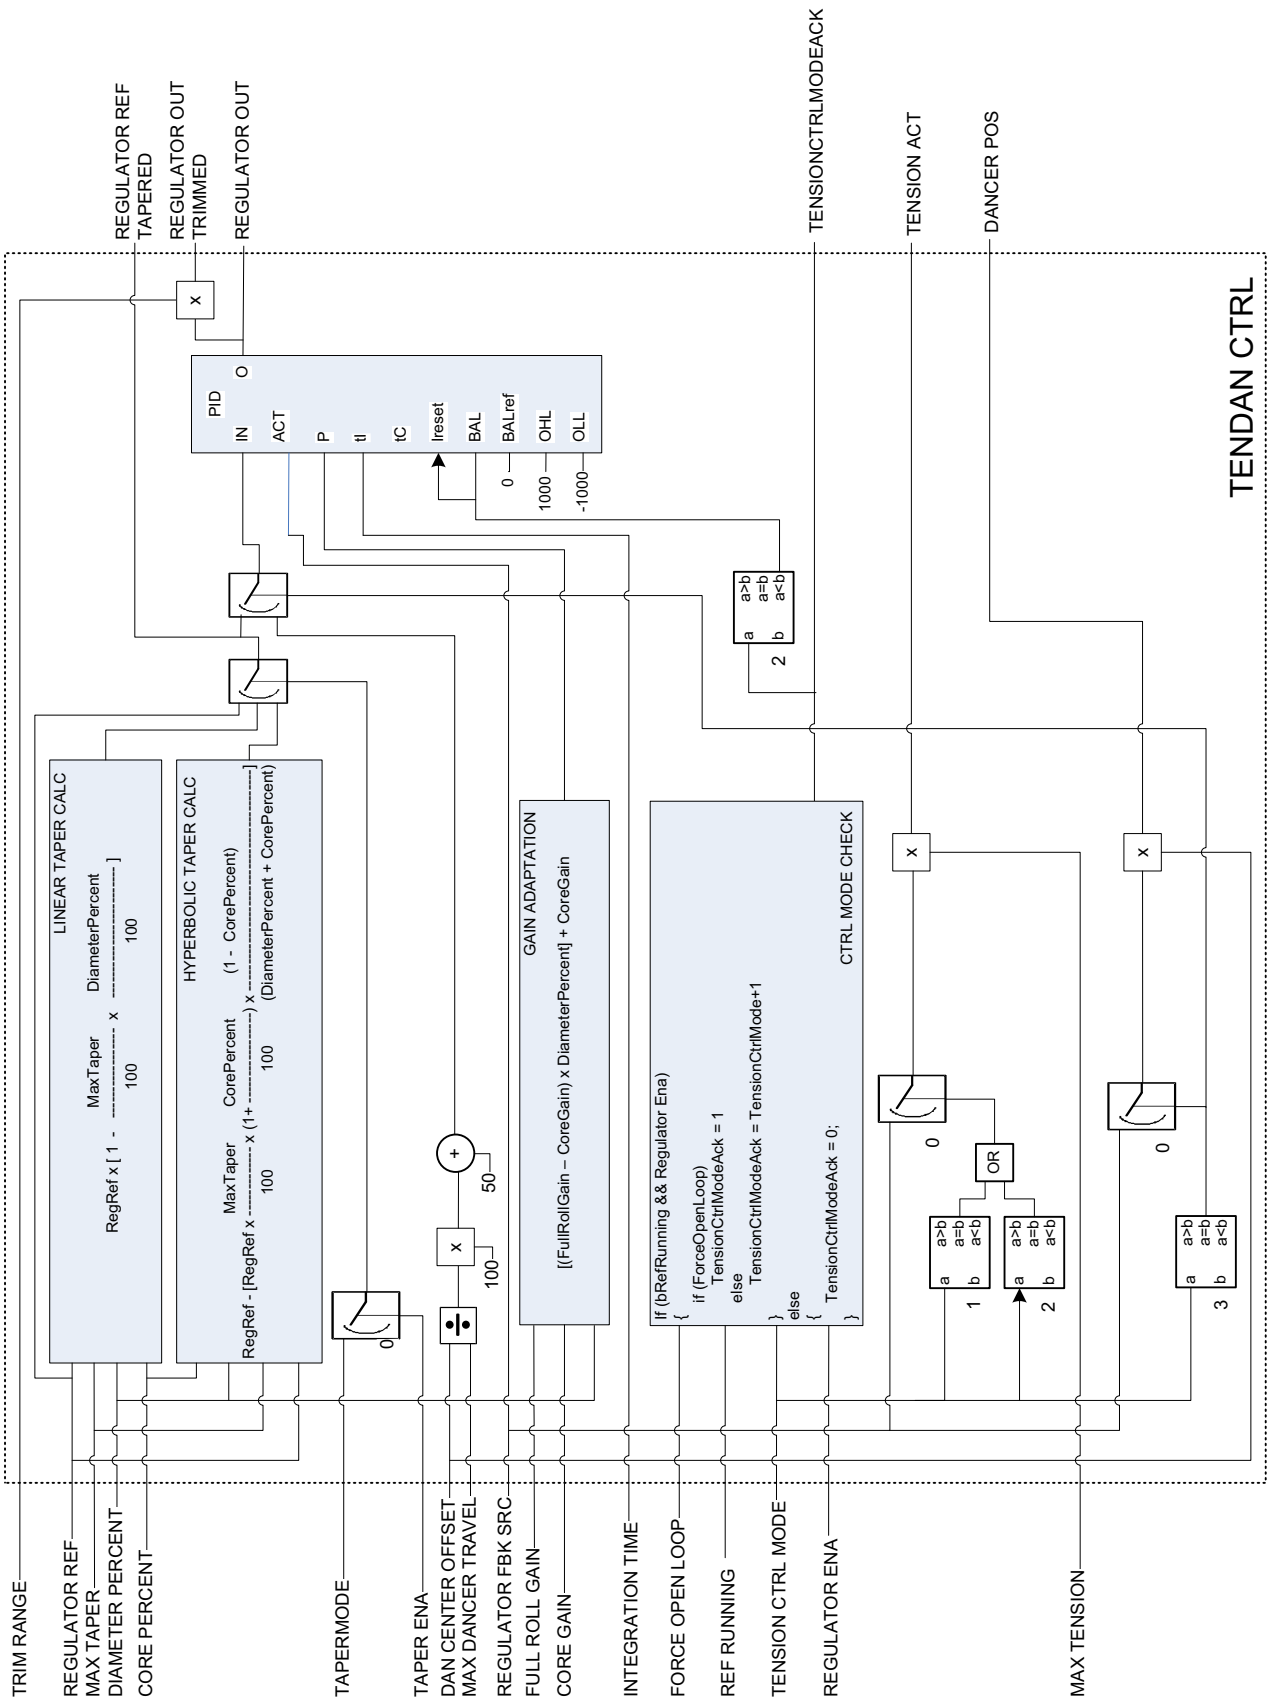 TRIM RANGE
REGULATOR REF
MAX TAPER
DIAMETER PERCENT
CORE PERCENT
TAPERMODE
TAPER ENA
DAN CENTER OFFSET
MAX DANCER TRAVEL
REGULATOR FBK SRC
FULL ROLL GAIN
CORE GAIN
INTEGRATION TIME
FORCE OPEN LOOP
REF RUNNING
TENSION CTRL MODE
REGULATOR ENA
MAX TENSION
LINEAR TAPER CALC
MaxTaper DiameterPercent
RegRef x [ 1 - ---------------- x ------------------------ ]
100 100
HYPERBOLIC TAPER CALC
MaxTaper CorePercent (1 - CorePercent)
RegRef - [RegRef x ------------- x (1+ ----------------) x -----------------------------------------]
100 100 (DiameterPercent + CorePercent)
0
÷
x
100
+
50
GAIN ADAPTATION
[(FullRollGain – CoreGain) x DiameterPercent] + CoreGain
If (bRefRunning && Regulator Ena)
{
if (ForceOpenLoop)
TensionCtrlModeAck = 1
else
TensionCtrlModeAck = TensionCtrlMode+1
}
else
{
TensionCtrlModeAck = 0;
}
CTRL MODE CHECK
a a>b
a=b
b a<b
1
a a>b
a=b
b a<b
2
OR
0
x
a a>b
a=b
b a<b
3
0
x
a a>b
a=b
b a<b
2
PID
IN O
ACT
P
tI
tC
Ireset
BAL
BALref
OHL
OLL
0
1000
-1000
x
REGULATOR REF
TAPERED
REGULATOR OUT
TRIMMED
REGULATOR OUT
TENSIONCTRLMODEACK
TENSION ACT
DANCER POS
TENDAN CTRL